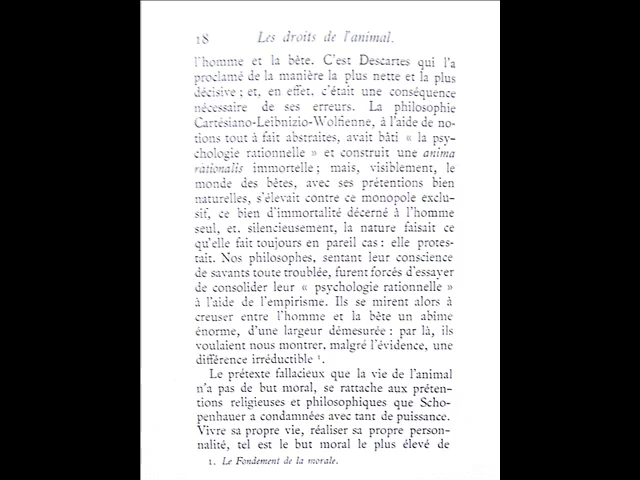 18 Les droits de l'animal.
l'homme et la bête. C'est Descartes qui l'a
proclamé de la manière la plus nette et la plus
décisive ; et, en effet, c'était une conséquence
nécessaire de ses erreurs. La philosophie
Cartésiano-Leibnizio-Wolfienne, à l'aide de no-
tions tout à fait abstraites, avait bâti « la psy-
chologie rationnelle » et construit une anima
rationalis immortelle ; mais, visiblement, le
monde des bêtes, avec ses prétentions bien
naturelles, s'élevait contre ce monopole exclu-
sif, ce bien d'immortalité décerné à l'homme
seul, et, silencieusement, la nature faisait ce
qu'elle fait toujours en pareil cas : elle protes-
tait. Nos philosophes, sentant leur conscience
de savants toute troublée, furent forcés d'essayer
de consolider leur « psychologie rationnelle »
à l'aide de l'empirisme. Ils se mirent alors à
creuser entre l'homme et la bête un abîme
énorme, d'une largeur démesurée : par là, ils
voulaient nous montrer, malgré l'évidence, une
différence irréductible ¹.
Le prétexte fallacieux que la vie de l'animal
n'a pas de but moral, se rattache aux préten-
tions religieuses et philosophiques que Scho-
penhauer a condamnées avec tant de puissance.
Vivre sa propre vie, réaliser sa propre person-
nalité, tel est le but moral le plus élevé de
1. Le Fondement de la morale.